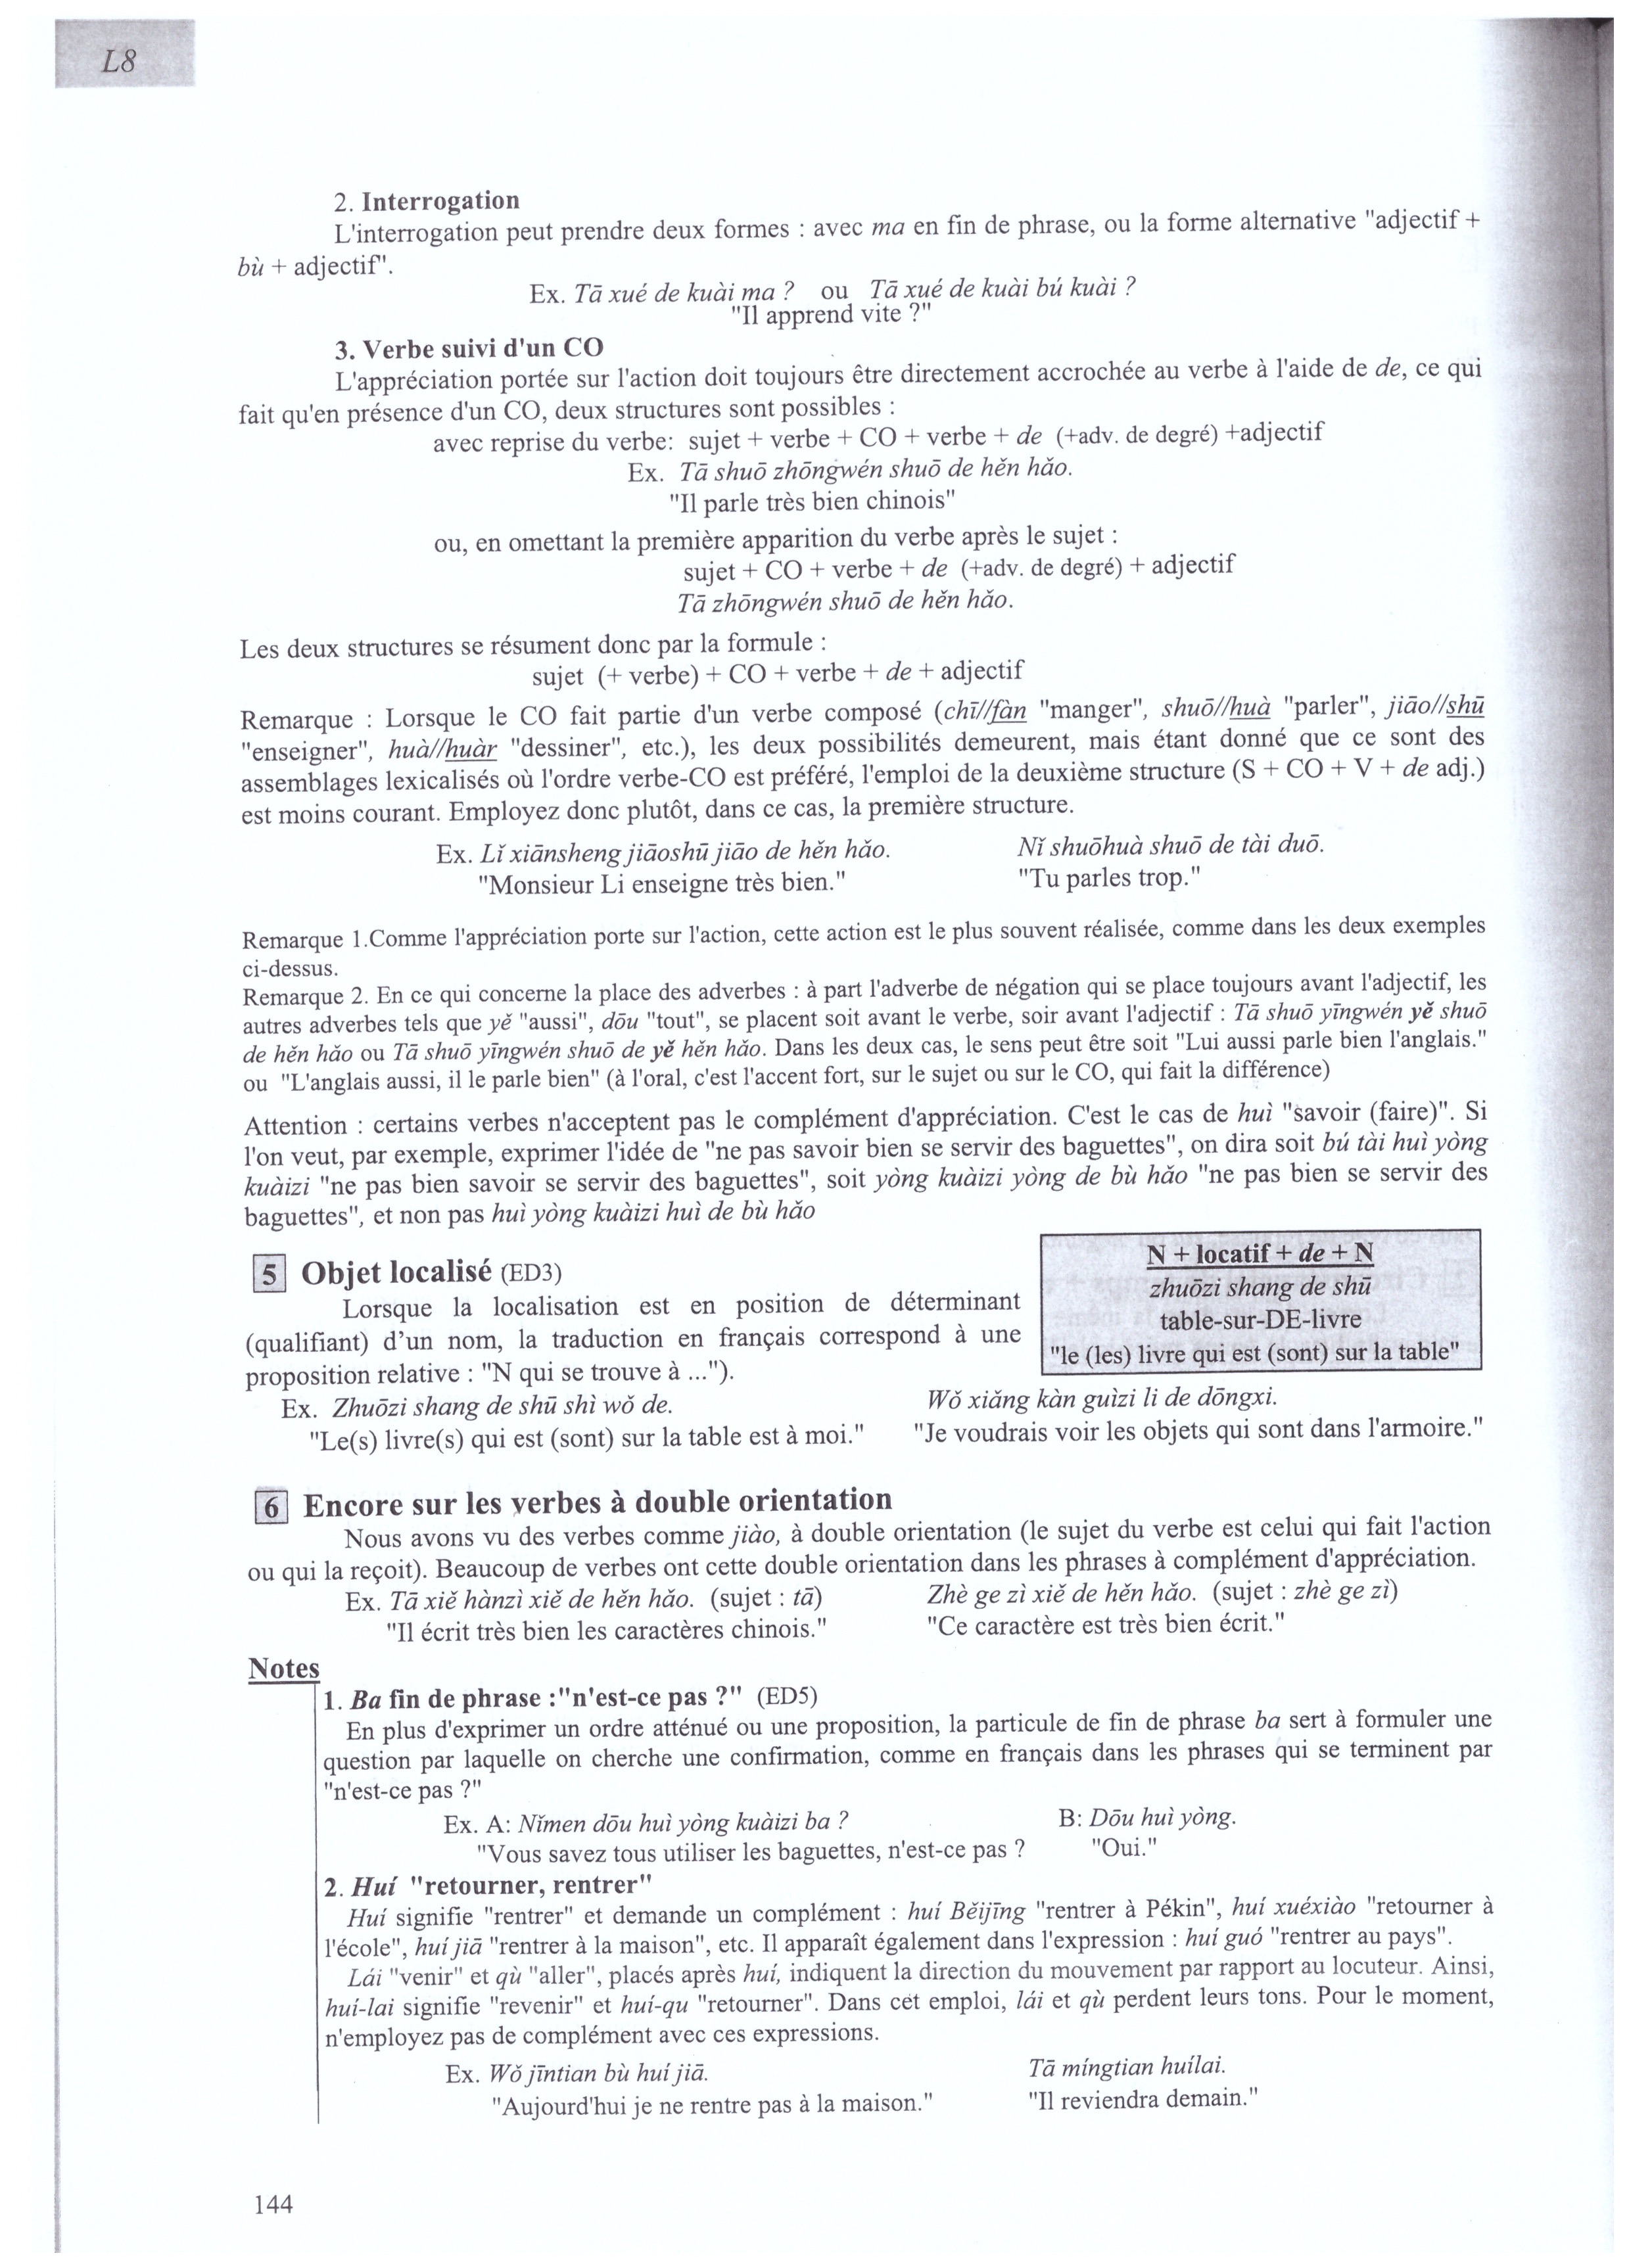 L8
2. Interrogation
L'interrogation peut prendre deux formes : avec ma en fin de phrase, ou la forme alternative "adjectif +
bù + adjectif".
Ex. Tā xué de kuài ma ? ou Tā xué de kuài bú kuài ?
"Il apprend vite ?"
3. Verbe suivi d'un CO
L'appréciation portée sur l'action doit toujours être directement accrochée au verbe à l'aide de de, ce qui
fait qu'en présence d'un CO, deux structures sont possibles :
avec reprise du verbe: sujet + verbe + CO + verbe + de (+adv. de degré) +adjectif
Ex. Tā shuō zhōngwén shuō de hěn hǎo.
"Il parle très bien chinois"
ou, en omettant la première apparition du verbe après le sujet :
sujet + CO + verbe + de (+adv. de degré) + adjectif
Tā zhōngwén shuō de hěn hǎo.
Les deux structures se résument donc par la formule :
sujet (+ verbe) + CO + verbe + de + adjectif
Remarque : Lorsque le CO fait partie d'un verbe composé (chī//fàn "manger", shuō//huà "parler", jiāo//shū
"enseigner", huà//huàr "dessiner", etc.), les deux possibilités demeurent, mais étant donné que ce sont des
assemblages lexicalisés où l'ordre verbe-CO est préféré, l'emploi de la deuxième structure (S + CO + V + de adj.)
est moins courant. Employez donc plutôt, dans ce cas, la première structure.
Ex. Lǐ xiānsheng jiāoshū jiāo de hěn hǎo. Nǐ shuōhuà shuō de tài duō.
"Monsieur Li enseigne très bien." "Tu parles trop."
Remarque 1.Comme l'appréciation porte sur l'action, cette action est le plus souvent réalisée, comme dans les deux exemples
ci-dessus.
Remarque 2. En ce qui concerne la place des adverbes : à part l'adverbe de négation qui se place toujours avant l'adjectif, les
autres adverbes tels que yě "aussi", dōu "tout", se placent soit avant le verbe, soir avant l'adjectif : Tā shuō yīngwén yě shuō
de hěn hǎo ou Tā shuō yīngwén shuō de yě hěn hǎo. Dans les deux cas, le sens peut être soit "Lui aussi parle bien l'anglais."
ou "L'anglais aussi, il le parle bien" (à l'oral, c'est l'accent fort, sur le sujet ou sur le CO, qui fait la différence)
Attention : certains verbes n'acceptent pas le complément d'appréciation. C'est le cas de huì "savoir (faire)". Si
l'on veut, par exemple, exprimer l'idée de "ne pas savoir bien se servir des baguettes", on dira soit bú tài huì yòng
kuàizi "ne pas bien savoir se servir des baguettes", soit yòng kuàizi yòng de bù hǎo "ne pas bien se servir des
baguettes", et non pas huì yòng kuàizi huì de bù hǎo
5 Objet localisé (ED3)
Lorsque la localisation est en position de déterminant
(qualifiant) d'un nom, la traduction en français correspond à une
proposition relative : "N qui se trouve à ...").
N + locatif + de + N
zhuōzi shang de shū
table-sur-DE-livre
"le (les) livre qui est (sont) sur la table"
Ex. Zhuōzi shang de shū shì wǒ de. Wǒ xiǎng kàn guìzi li de dōngxi.
"Le(s) livre(s) qui est (sont) sur la table est à moi." "Je voudrais voir les objets qui sont dans l'armoire."
6 Encore sur les verbes à double orientation
Nous avons vu des verbes comme jiào, à double orientation (le sujet du verbe est celui qui fait l'action
ou qui la reçoit). Beaucoup de verbes ont cette double orientation dans les phrases à complément d'appréciation.
Ex. Tā xiě hànzì xiě de hěn hǎo. (sujet : tā) Zhè ge zì xiě de hěn hǎo. (sujet : zhè ge zì)
"Il écrit très bien les caractères chinois." "Ce caractère est très bien écrit."
Notes
1. Ba fin de phrase :"n'est-ce pas ?" (ED5)
En plus d'exprimer un ordre atténué ou une proposition, la particule de fin de phrase ba sert à formuler une
question par laquelle on cherche une confirmation, comme en français dans les phrases qui se terminent par
"n'est-ce pas ?"
Ex. A: Nǐmen dōu huì yòng kuàizi ba ? B: Dōu huì yòng.
"Vous savez tous utiliser les baguettes, n'est-ce pas ? "Oui."
2. Huí "retourner, rentrer"
Huí signifie "rentrer" et demande un complément : huí Běijīng "rentrer à Pékin", huí xuéxiào "retourner à
l'école", huí jiā "rentrer à la maison", etc. Il apparaît également dans l'expression : huí guó "rentrer au pays".
Lái "venir" et qù "aller", placés après huí, indiquent la direction du mouvement par rapport au locuteur. Ainsi,
huí-lai signifie "revenir" et huí-qu "retourner". Dans cet emploi, lái et qù perdent leurs tons. Pour le moment,
n'employez pas de complément avec ces expressions.
Ex. Wǒ jīntian bù huí jiā. Tā míngtian huílai.
"Aujourd'hui je ne rentre pas à la maison." "Il reviendra demain."
144